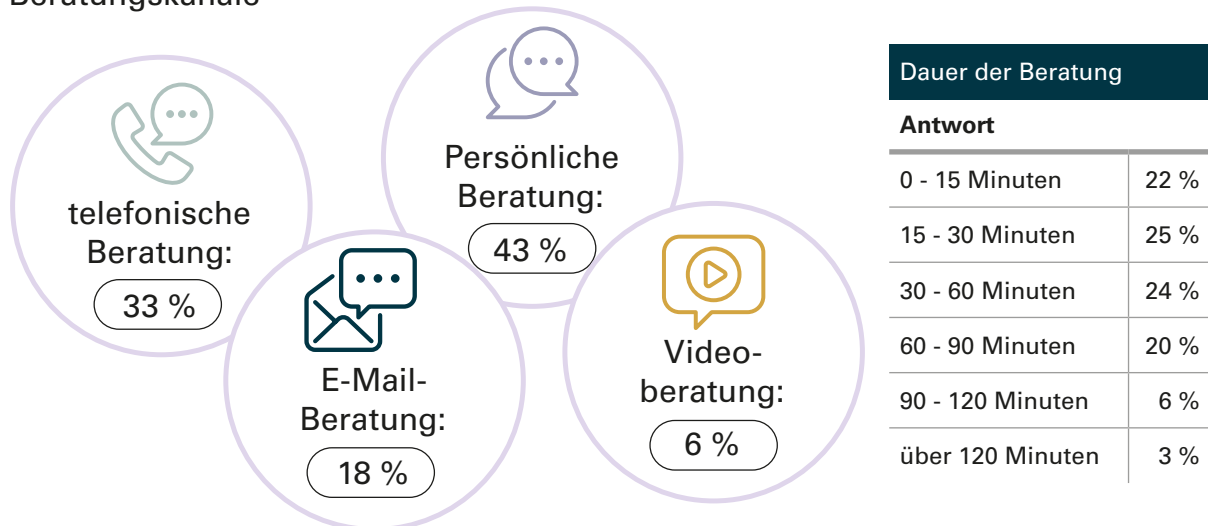 Beratungskanäle
telefonische
Beratung:
33 %
Persönliche
Beratung:
43 %
E-Mail-
Beratung:
18 %
Video-
beratung:
6 %
Dauer der Beratung
Antwort
0 - 15 Minuten 22 %
15 - 30 Minuten 25 %
30 - 60 Minuten 24 %
60 - 90 Minuten 20 %
90 - 120 Minuten 6 %
über 120 Minuten 3 %